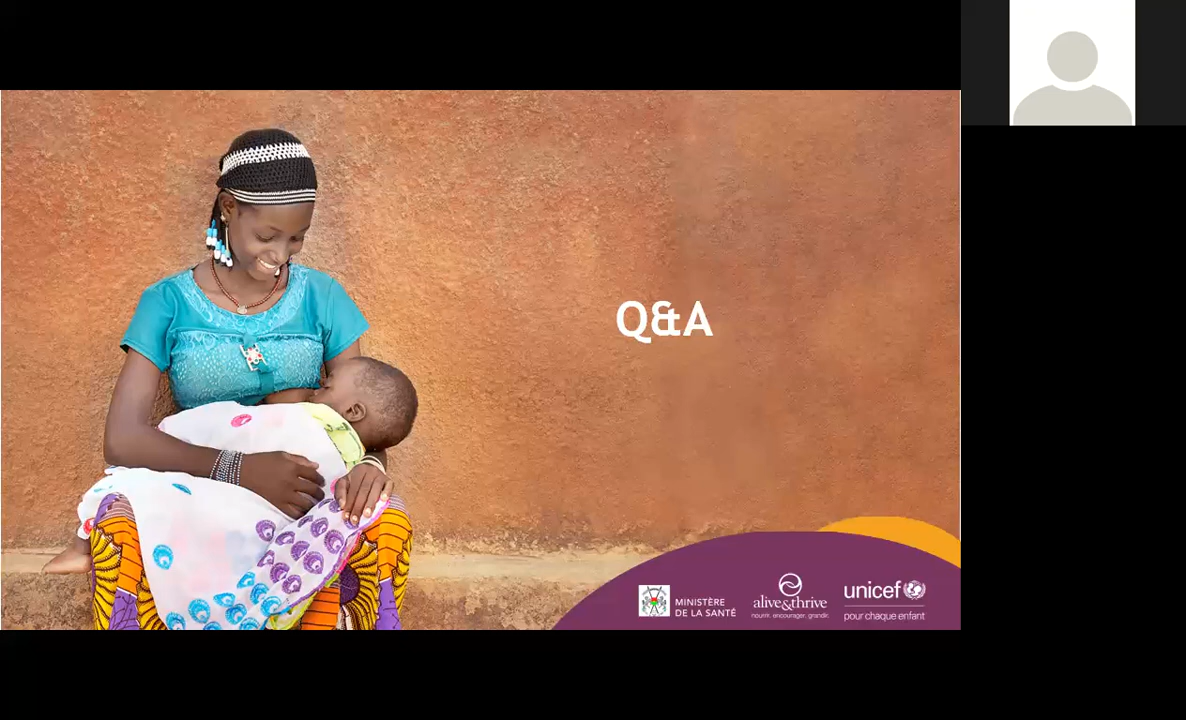 Q&A
MINISTÈRE
DE LA SANTÉ
alive&thrive
nourrir. encourager. grandir.
unicef
pour chaque enfant